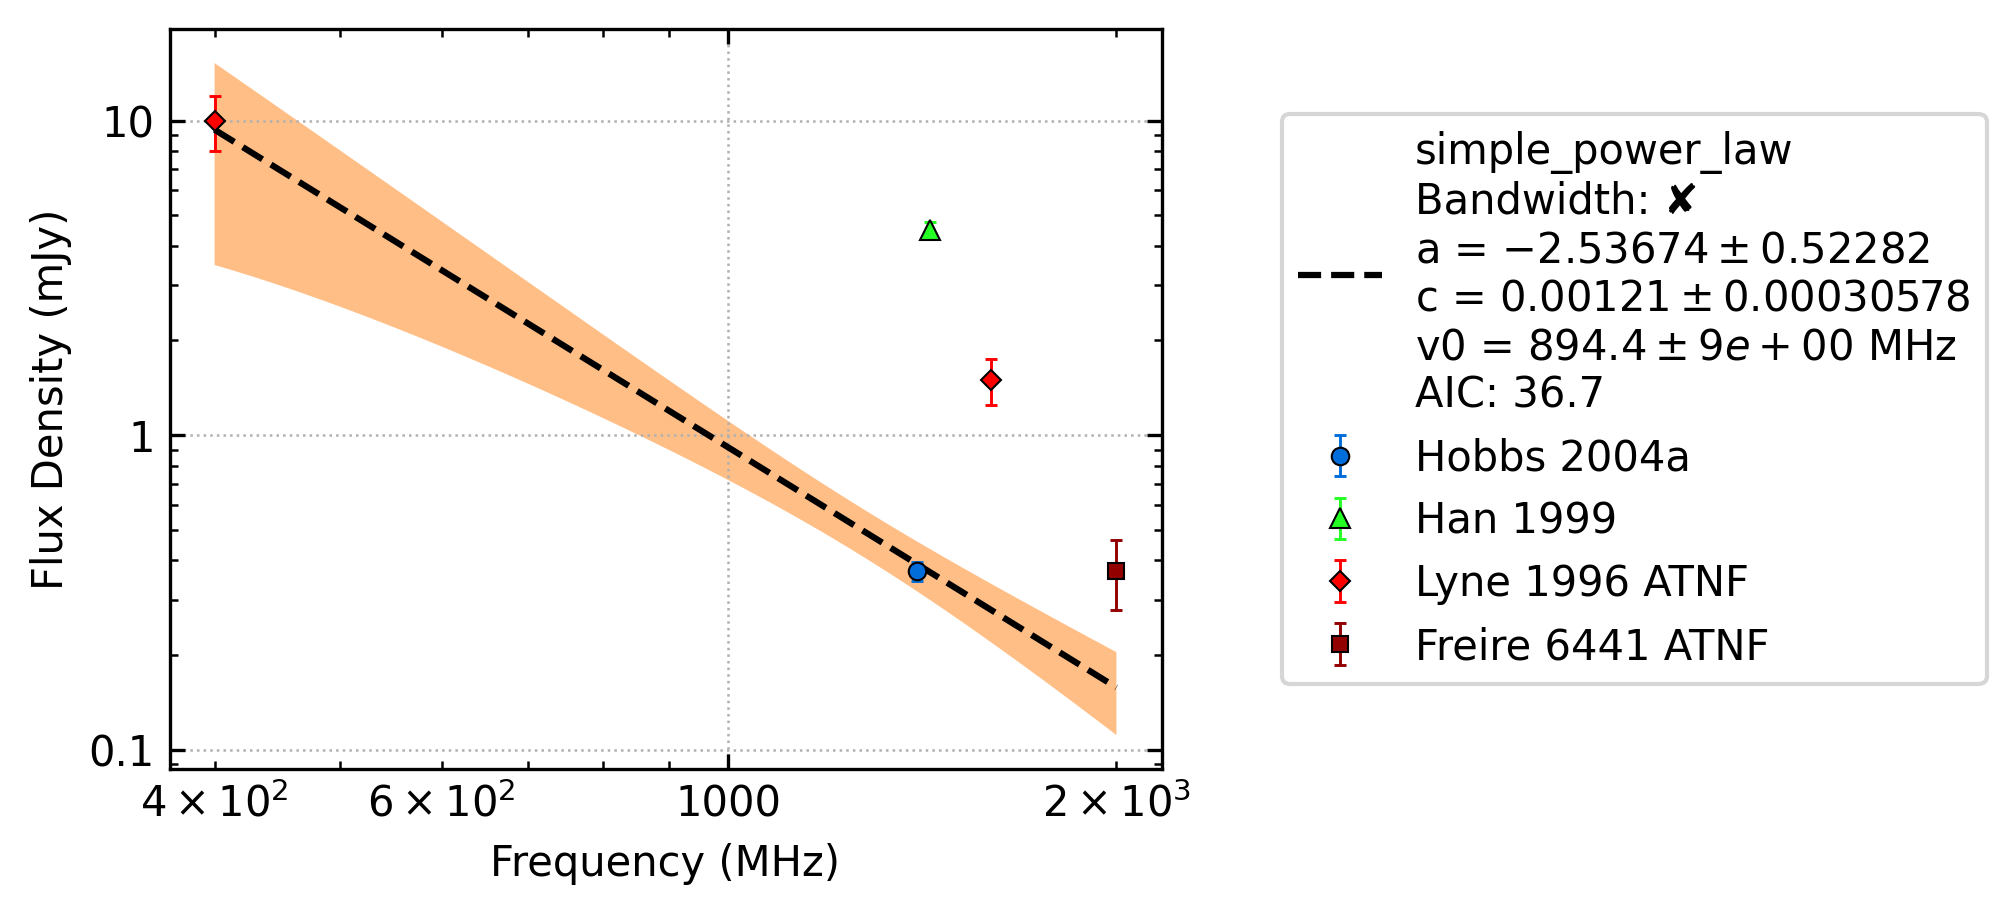 10
1
0.1
Flux Density (mJy)
4 × 10²
6 × 10²
1000
2 × 10³
Frequency (MHz)
simple_power_law
Bandwidth: ✘
a = −2.53674 ± 0.52282
c = 0.00121 ± 0.00030578
v0 = 894.4 ± 9e + 00 MHz
AIC: 36.7
Hobbs 2004a
Han 1999
Lyne 1996 ATNF
Freire 6441 ATNF